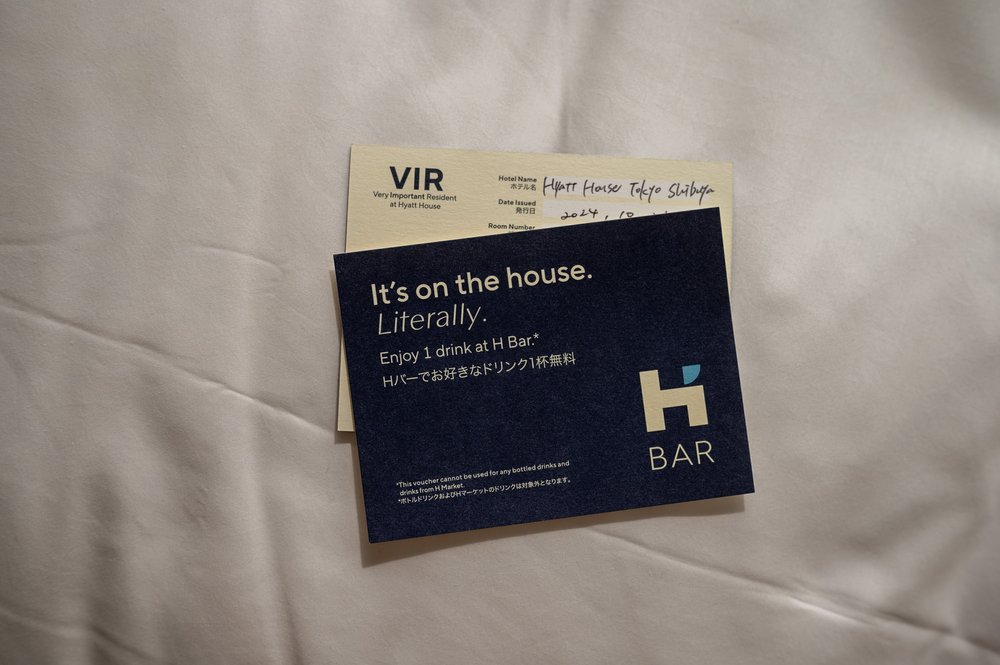 VIR
Very Important Resident
at Hyatt House
Hotel Name
ホテル名
Hyatt House Tokyo Shibuya
Date Issued
発行日
2024, 10
Room Number
It's on the house.
Literally.
Enjoy 1 drink at H Bar.*
Hバーでお好きなドリンク1杯無料
H
BAR
*This voucher cannot be used for any bottled drinks and
drinks from H Market.
*ボトルドリンクおよびHマーケットのドリンクは対象外となります。